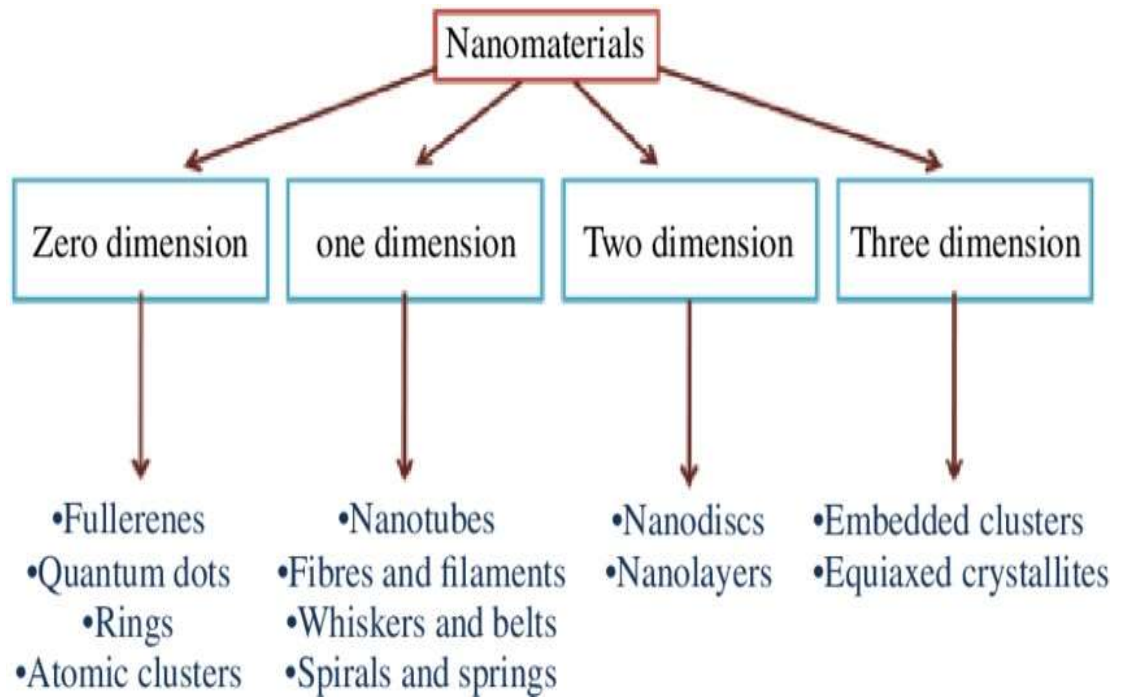 Nanomaterials
Zero dimension
one dimension
Two dimension
Three dimension
•Fullerenes
•Quantum dots
•Rings
•Atomic clusters
•Nanotubes
•Fibres and filaments
•Whiskers and belts
•Spirals and springs
•Nanodiscs
•Nanolayers
•Embedded clusters
•Equiaxed crystallites